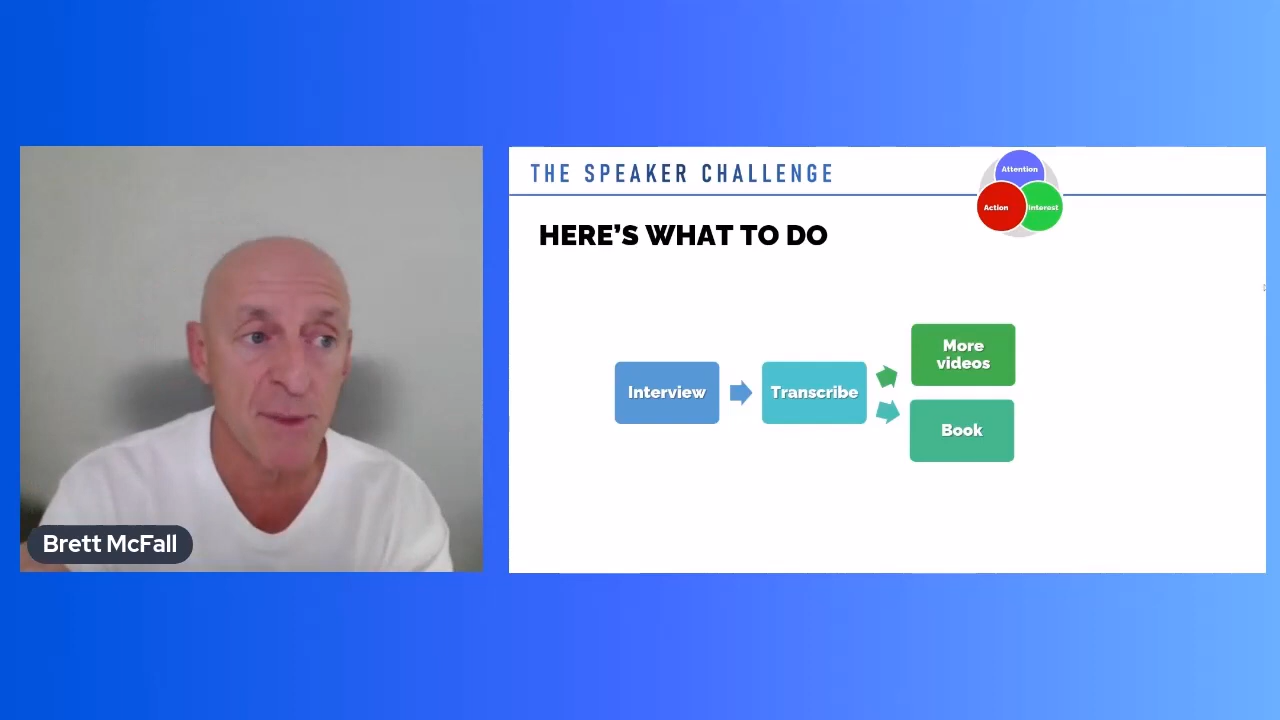 THE SPEAKER CHALLENGE
Attention
Action
Interest
HERE'S WHAT TO DO
More
videos
Interview
Transcribe
Book
Brett McFall